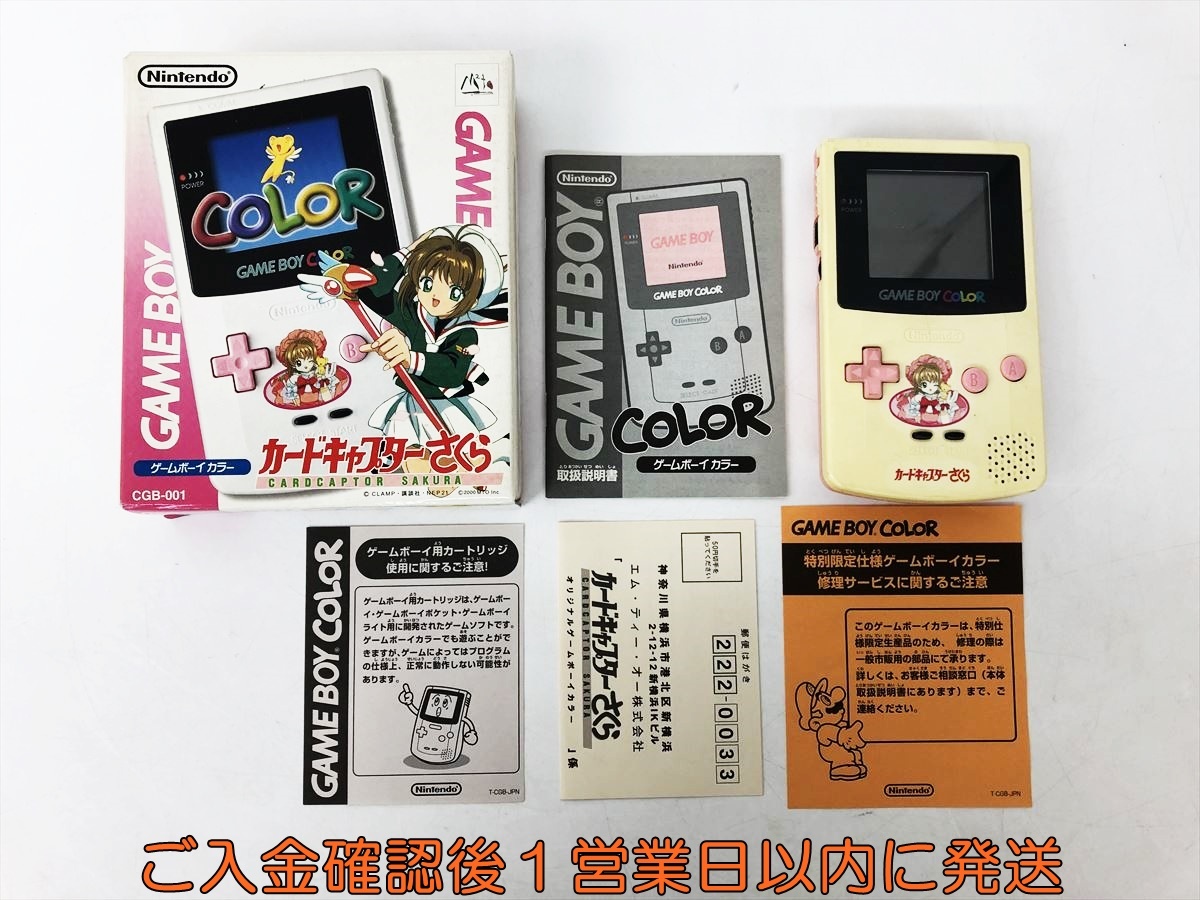 Nintendo
GAME BOY
GAME
POWER
COLOR
GAME BOY COLOR
Nintendo
B
ゲームボーイ カラー
CGB-001
カードキャプターさくら
CARDCAPTOR SAKURA
© CLAMP・講談社・NEP21 ©2000 MTO Inc.
Nintendo
GAME BOY
GAME BOY
Nintendo
GAME BOY COLOR
Nintendo
B
A
COLOR
取扱説明書
ゲームボーイ カラー
POWER
GAME BOY COLOR
Nintendo
B
A
カードキャプターさくら
GAME BOY COLOR
ゲームボーイ用カートリッジ
使用に関するご注意!
ゲームボーイ用カートリッジは、ゲームボー
イ・ゲームボーイポケット・ゲームボーイ
ライト用に開発されたゲームソフトです。
ゲームボーイカラーでも遊ぶことがで
きますが、ゲームによってはプログラム
の仕様上、正常に動作しない可能性が
あります。
Nintendo
T-CGB-JPN
50円切手を
貼ってください
郵便はがき
222-0033
神奈川県横浜市港北区新横浜
2-12-12新横浜IKビル
エム・ティー・オー株式会社
「カードキャプターさくら
CARDCAPTOR SAKURA
オリジナルゲームボーイカラー 」係
GAME BOY COLOR
特別限定仕様ゲームボーイカラー
修理サービスに関するご注意
このゲームボーイカラーは、特別仕
様限定生産品のため、修理の際は
一般市販用の部品にて承ります。
詳しくは、お客様ご相談窓口（本体
取扱説明書にあります）まで、ご
連絡ください。
Nintendo
T-CGB-JPN
ご入金確認後１営業日以内に発送